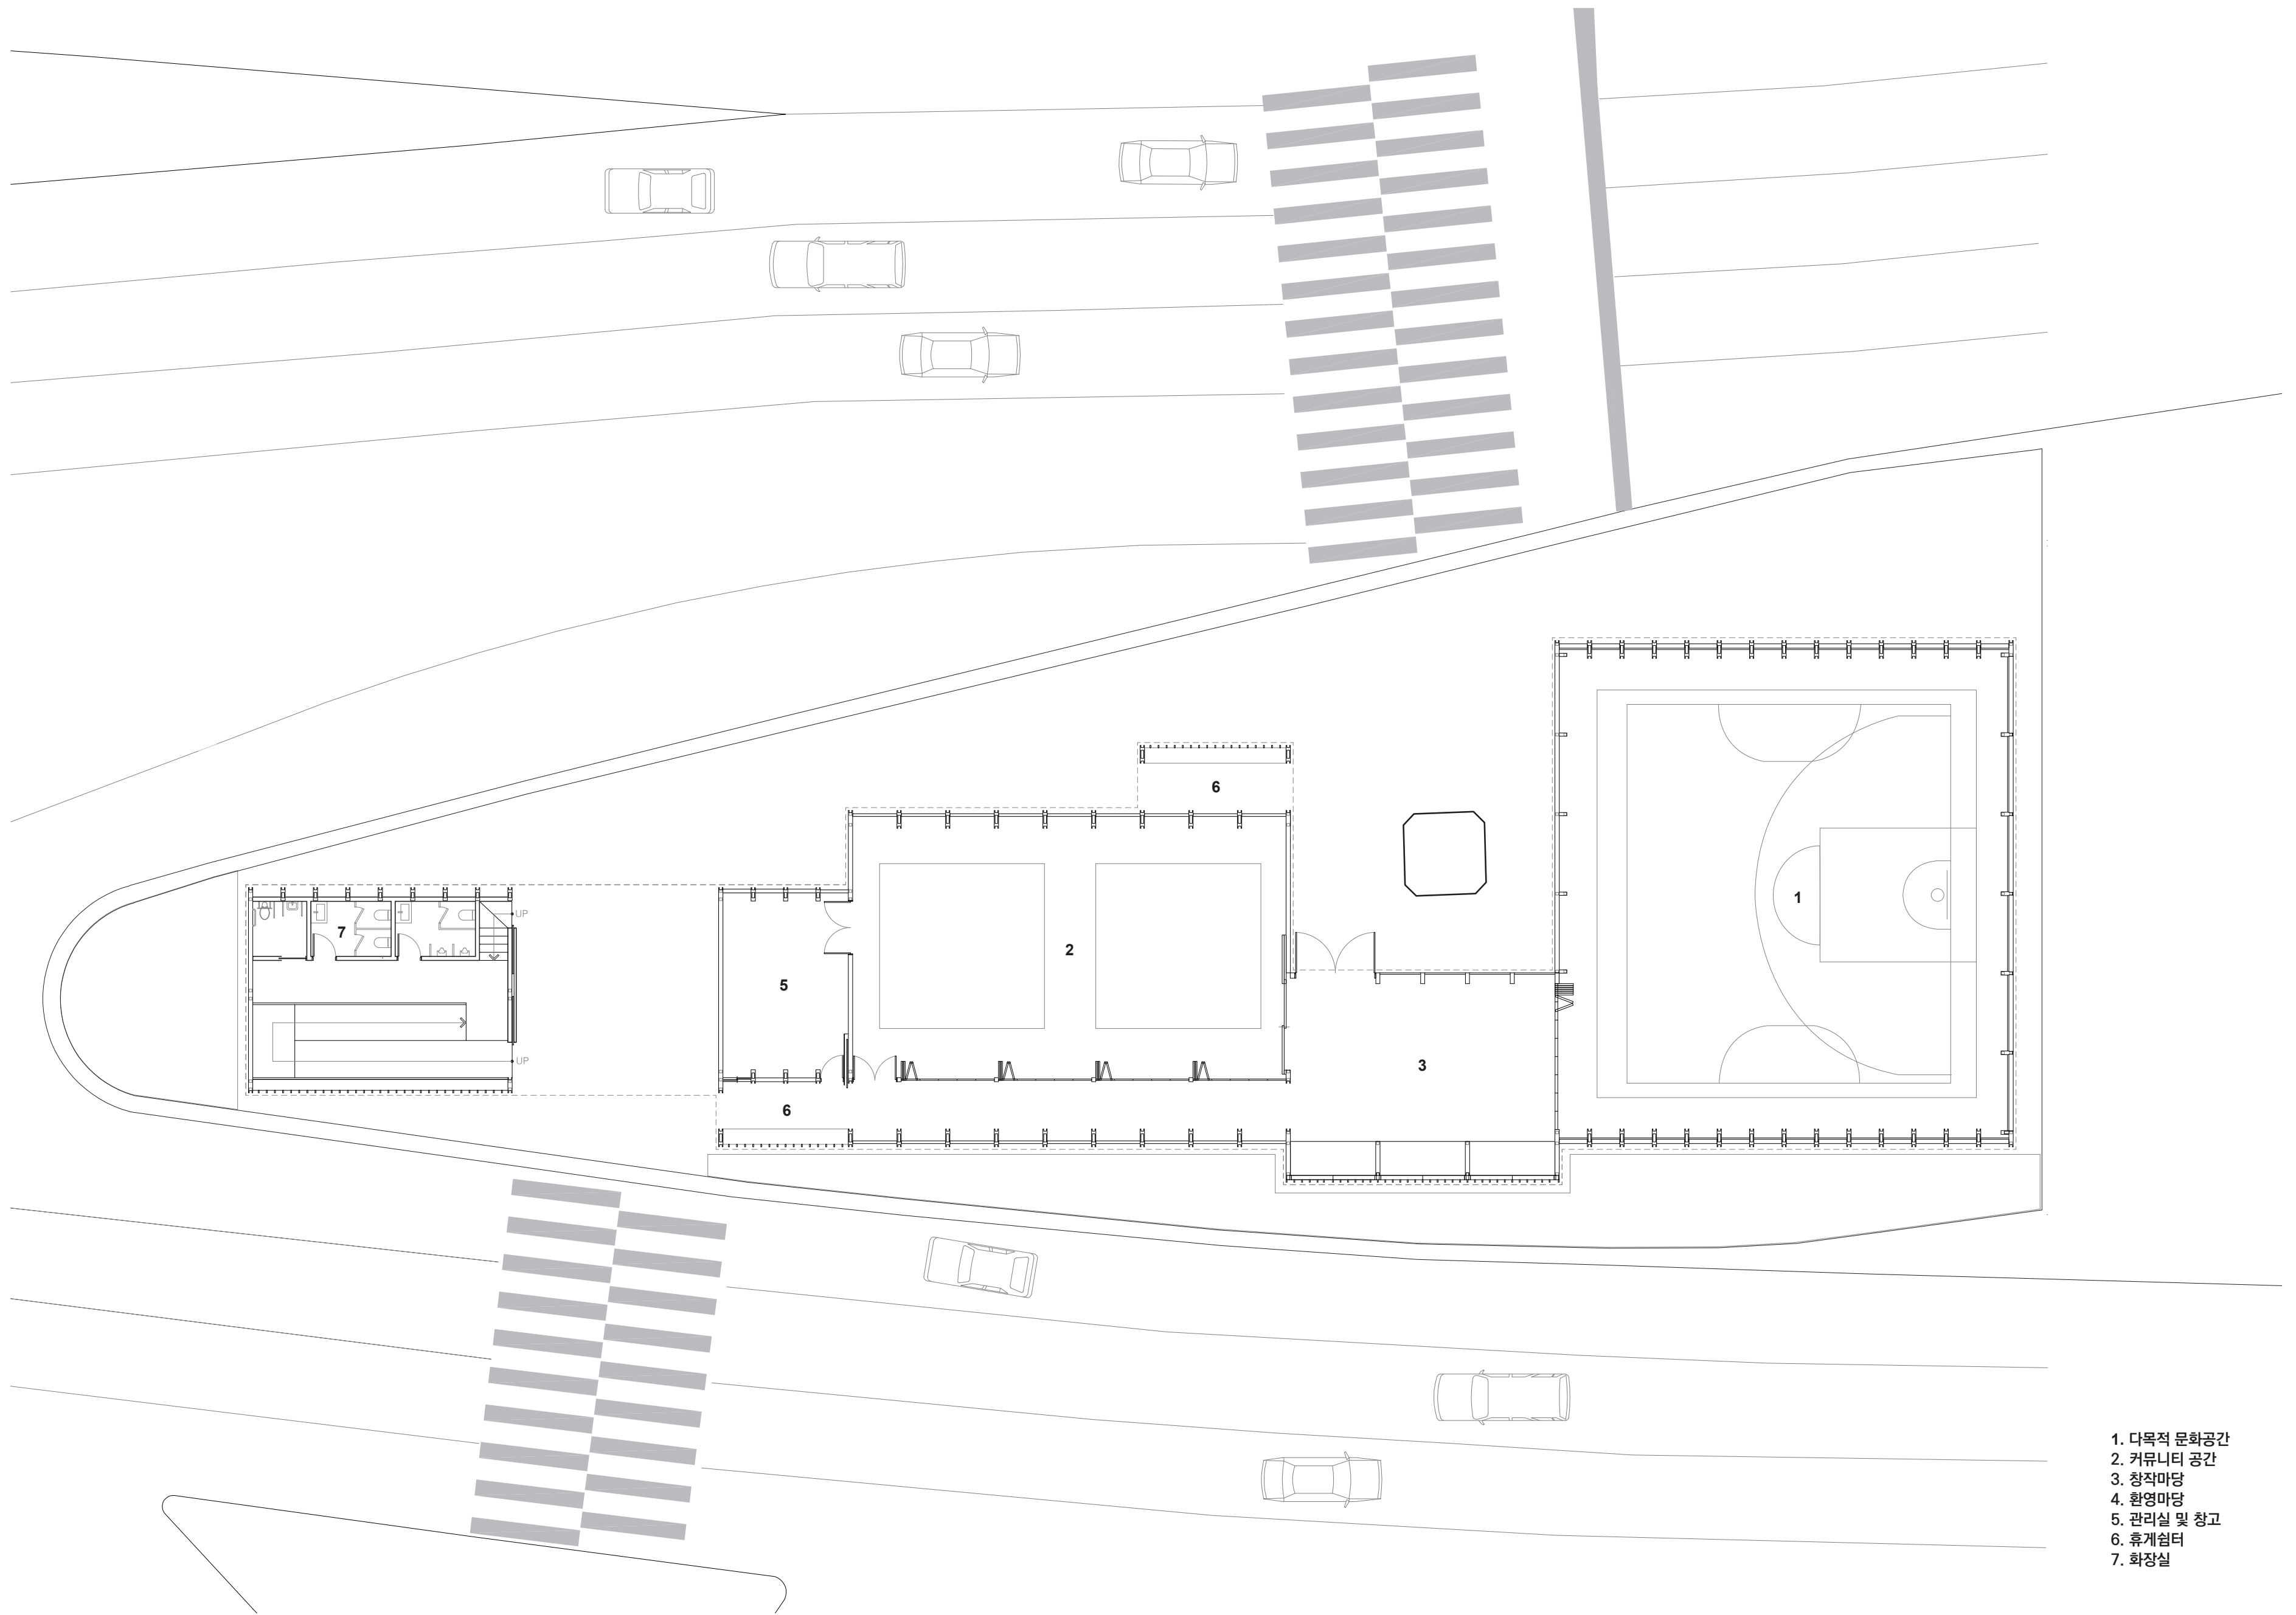 6
1
UP
7
2
5
UP
3
6
1. 다목적 문화공간
2. 커뮤니티 공간
3. 창작마당
4. 환영마당
5. 관리실 및 창고
6. 휴게쉼터
7. 화장실